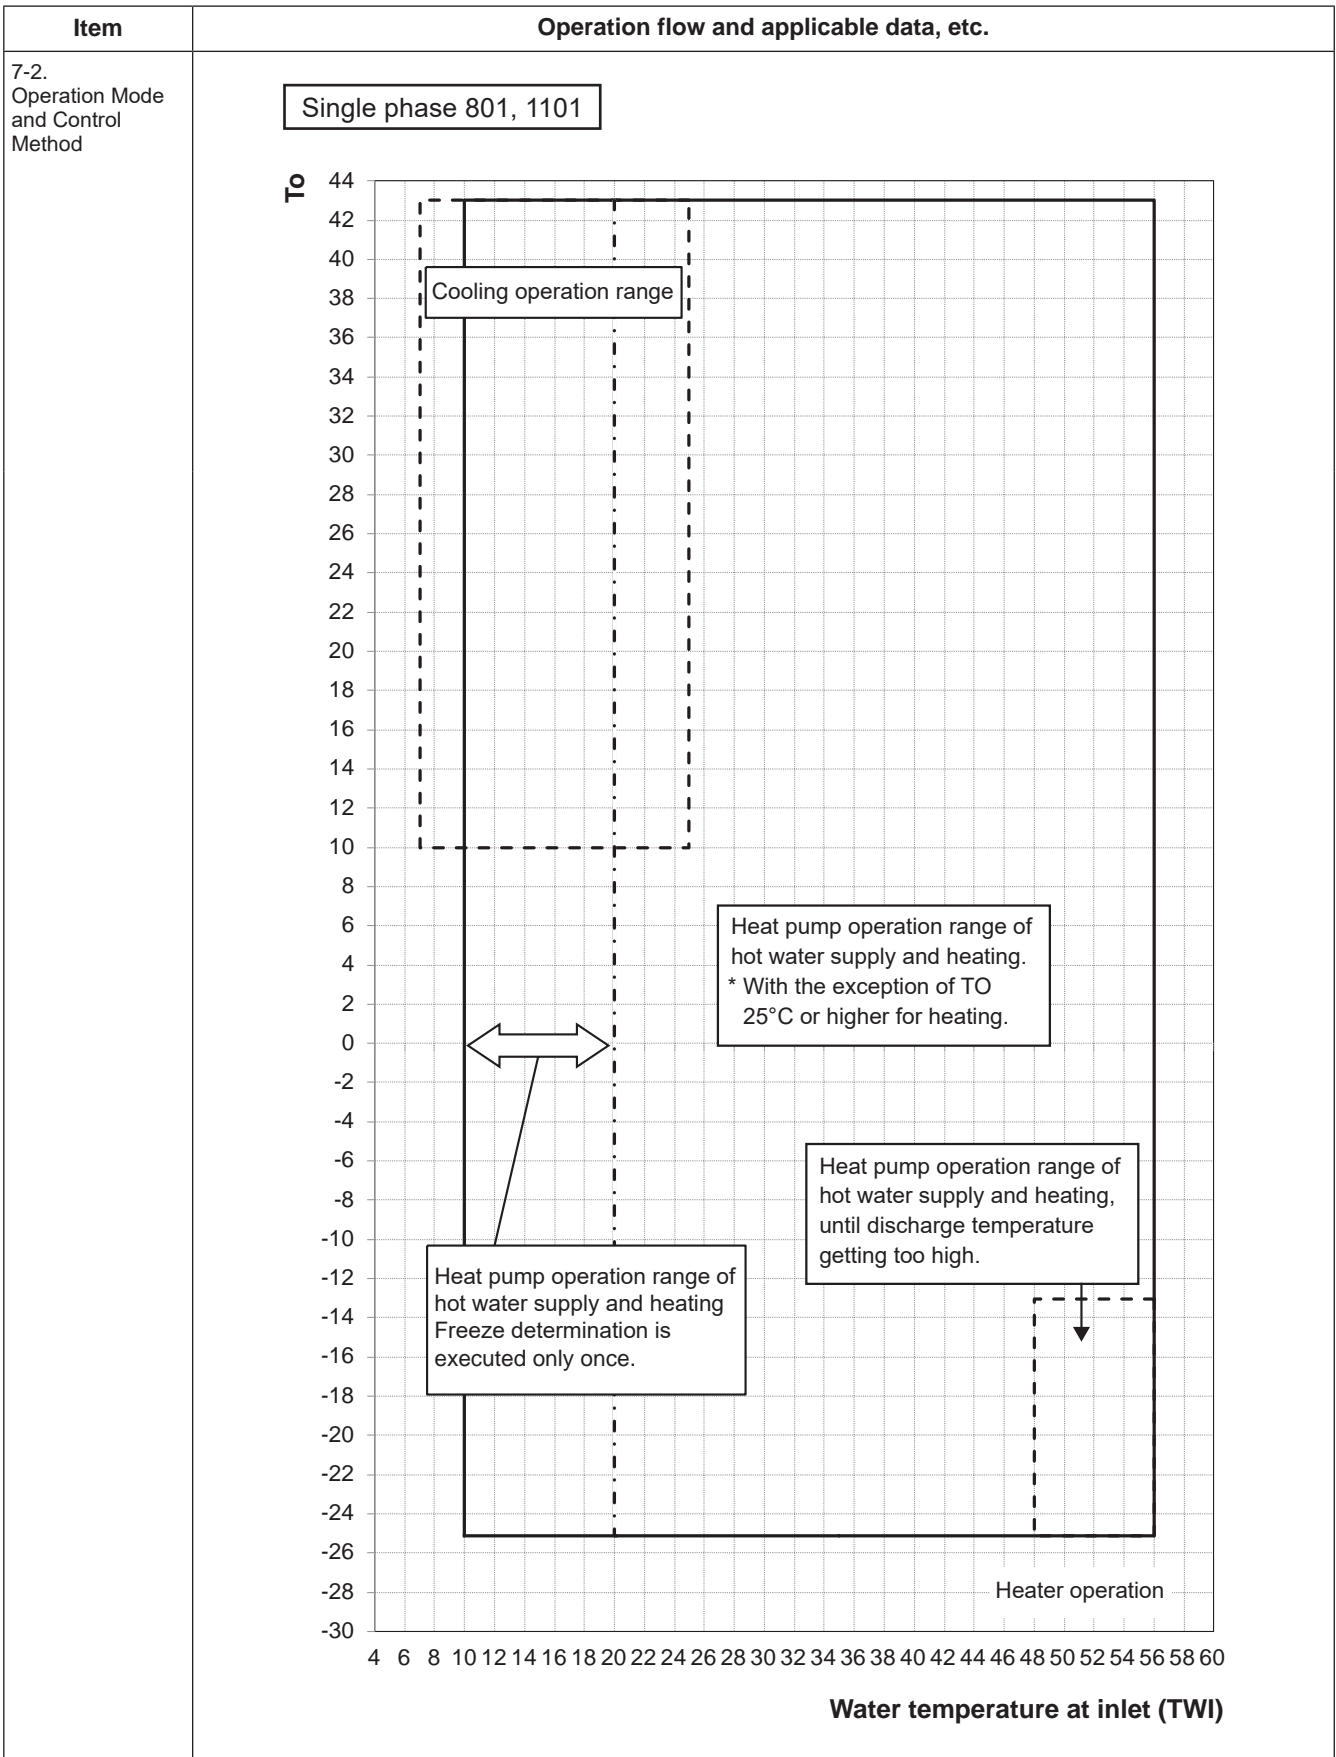 Item
Operation flow and applicable data, etc.
7-2.
Operation Mode
and Control
Method
Single phase 801, 1101
To
44
42
40
38
36
34
32
30
28
26
24
22
20
18
16
14
12
10
8
6
4
2
0
-2
-4
-6
-8
-10
-12
-14
-16
-18
-20
-22
-24
-26
-28
-30
Cooling operation range
Heat pump operation range of
hot water supply and heating.
* With the exception of TO
25°C or higher for heating.
Heat pump operation range of
hot water supply and heating,
until discharge temperature
getting too high.
Heat pump operation range of
hot water supply and heating
Freeze determination is
executed only once.
Heater operation
4 6 8 10 12 14 16 18 20 22 24 26 28 30 32 34 36 38 40 42 44 46 48 50 52 54 56 58 60
Water temperature at inlet (TWI)